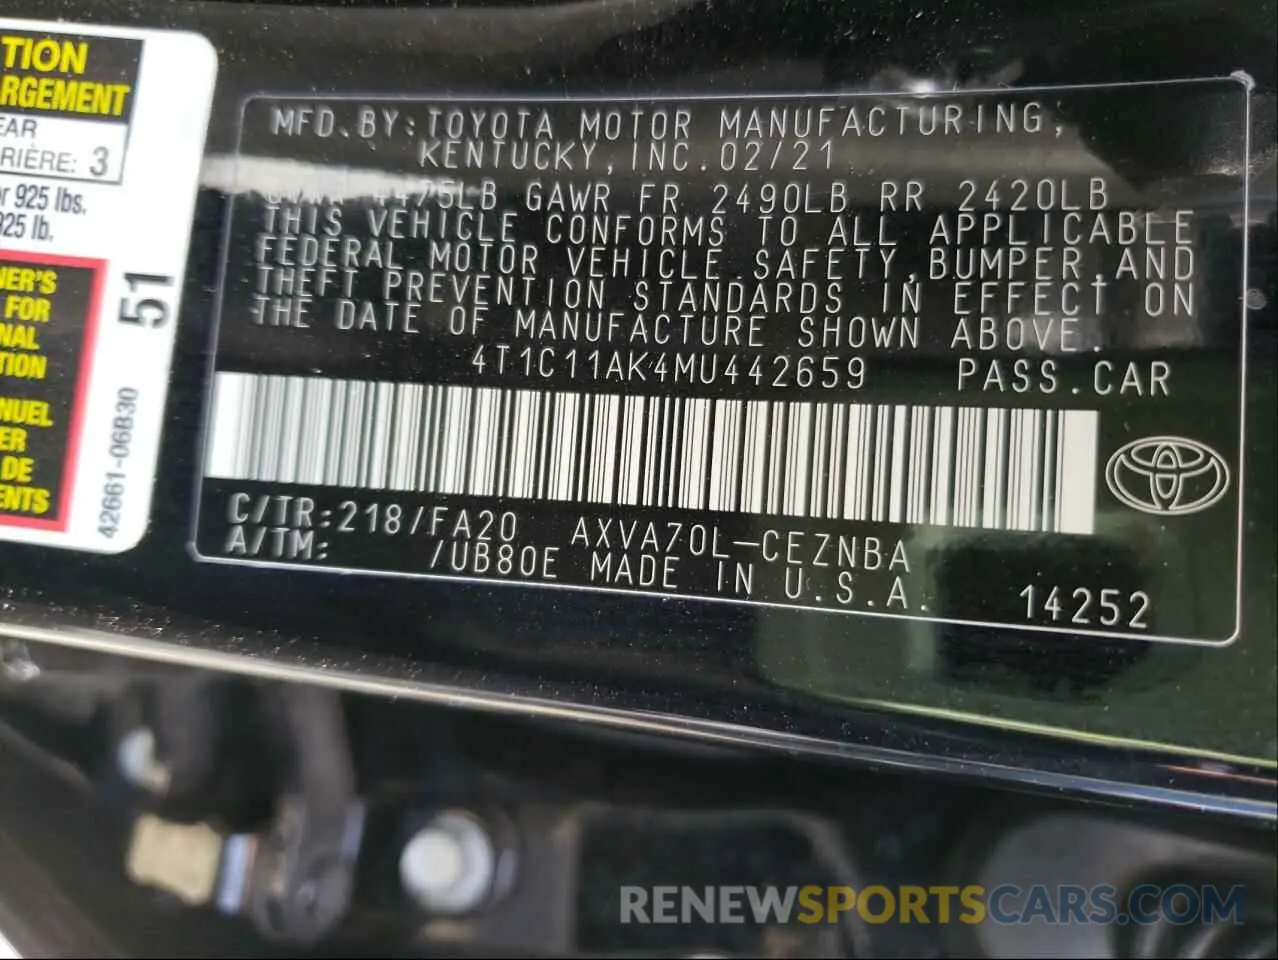 TION
RGEMENT
EAR
RIÈRE: 3
r 925 lbs.
925 lb.
NER'S
FOR
NAL
TION
NUEL
ER
DE
ENTS
51
42661-06B30
MFD.BY:TOYOTA MOTOR MANUFACTURING,
KENTUCKY,INC.02/21
4475LB GAWR FR 2490LB RR 2420LB
THIS VEHICLE CONFORMS TO ALL APPLICABLE
FEDERAL MOTOR VEHICLE SAFETY,BUMPER,AND
THEFT PREVENTION STANDARDS IN EFFECT ON
THE DATE OF MANUFACTURE SHOWN ABOVE.
4T1C11AK4MU442659 PASS.CAR
C/TR:218/FA20 AXVA70L-CEZNBA
A/TM: /UB80E MADE IN U.S.A.
14252
RENEWSPORTSCARS.COM